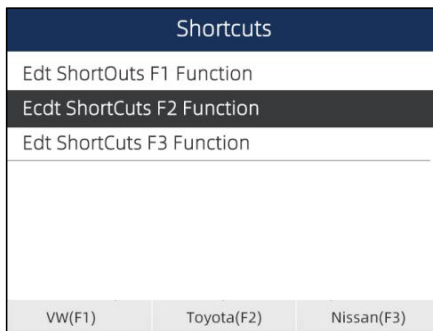 Shortcuts
Edt ShortOuts F1 Function
Ecdt ShortCuts F2 Function
Edt ShortCuts F3 Function
VW(F1) Toyota(F2) Nissan(F3)